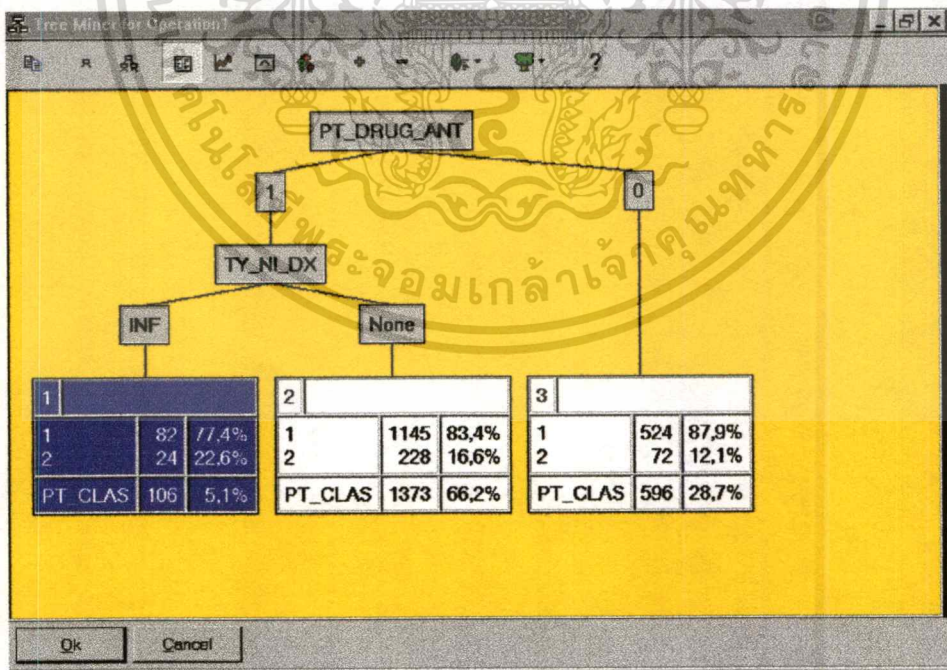 Tree Miner for Operation1
PT_DRUG_ANT
1
0
TY_NI_DX
INF
None
1
1 82 77,4%
2 24 22,6%
PT_CLAS 106 5,1%
2
1 1145 83,4%
2 228 16,6%
PT_CLAS 1373 66,2%
3
1 524 87,9%
2 72 12,1%
PT_CLAS 596 28,7%
Ok
Cancel